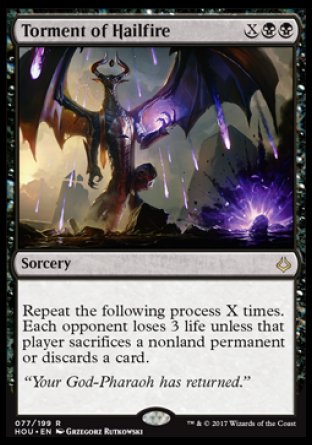 Torment of Hailfire X
Sorcery
Repeat the following process X times.
Each opponent loses 3 life unless that
player sacrifices a nonland permanent
or discards a card.
“Your God-Pharaoh has returned.”
077/199 R
HOU • EN Grzegorz Rutkowski ™ & © 2017 Wizards of the Coast